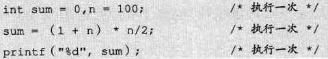 int sum = 0,n = 100; /* 执行一次 */
sum = (1 + n) * n/2; /* 执行一次 */
printf("%d", sum); /* 执行一次 */